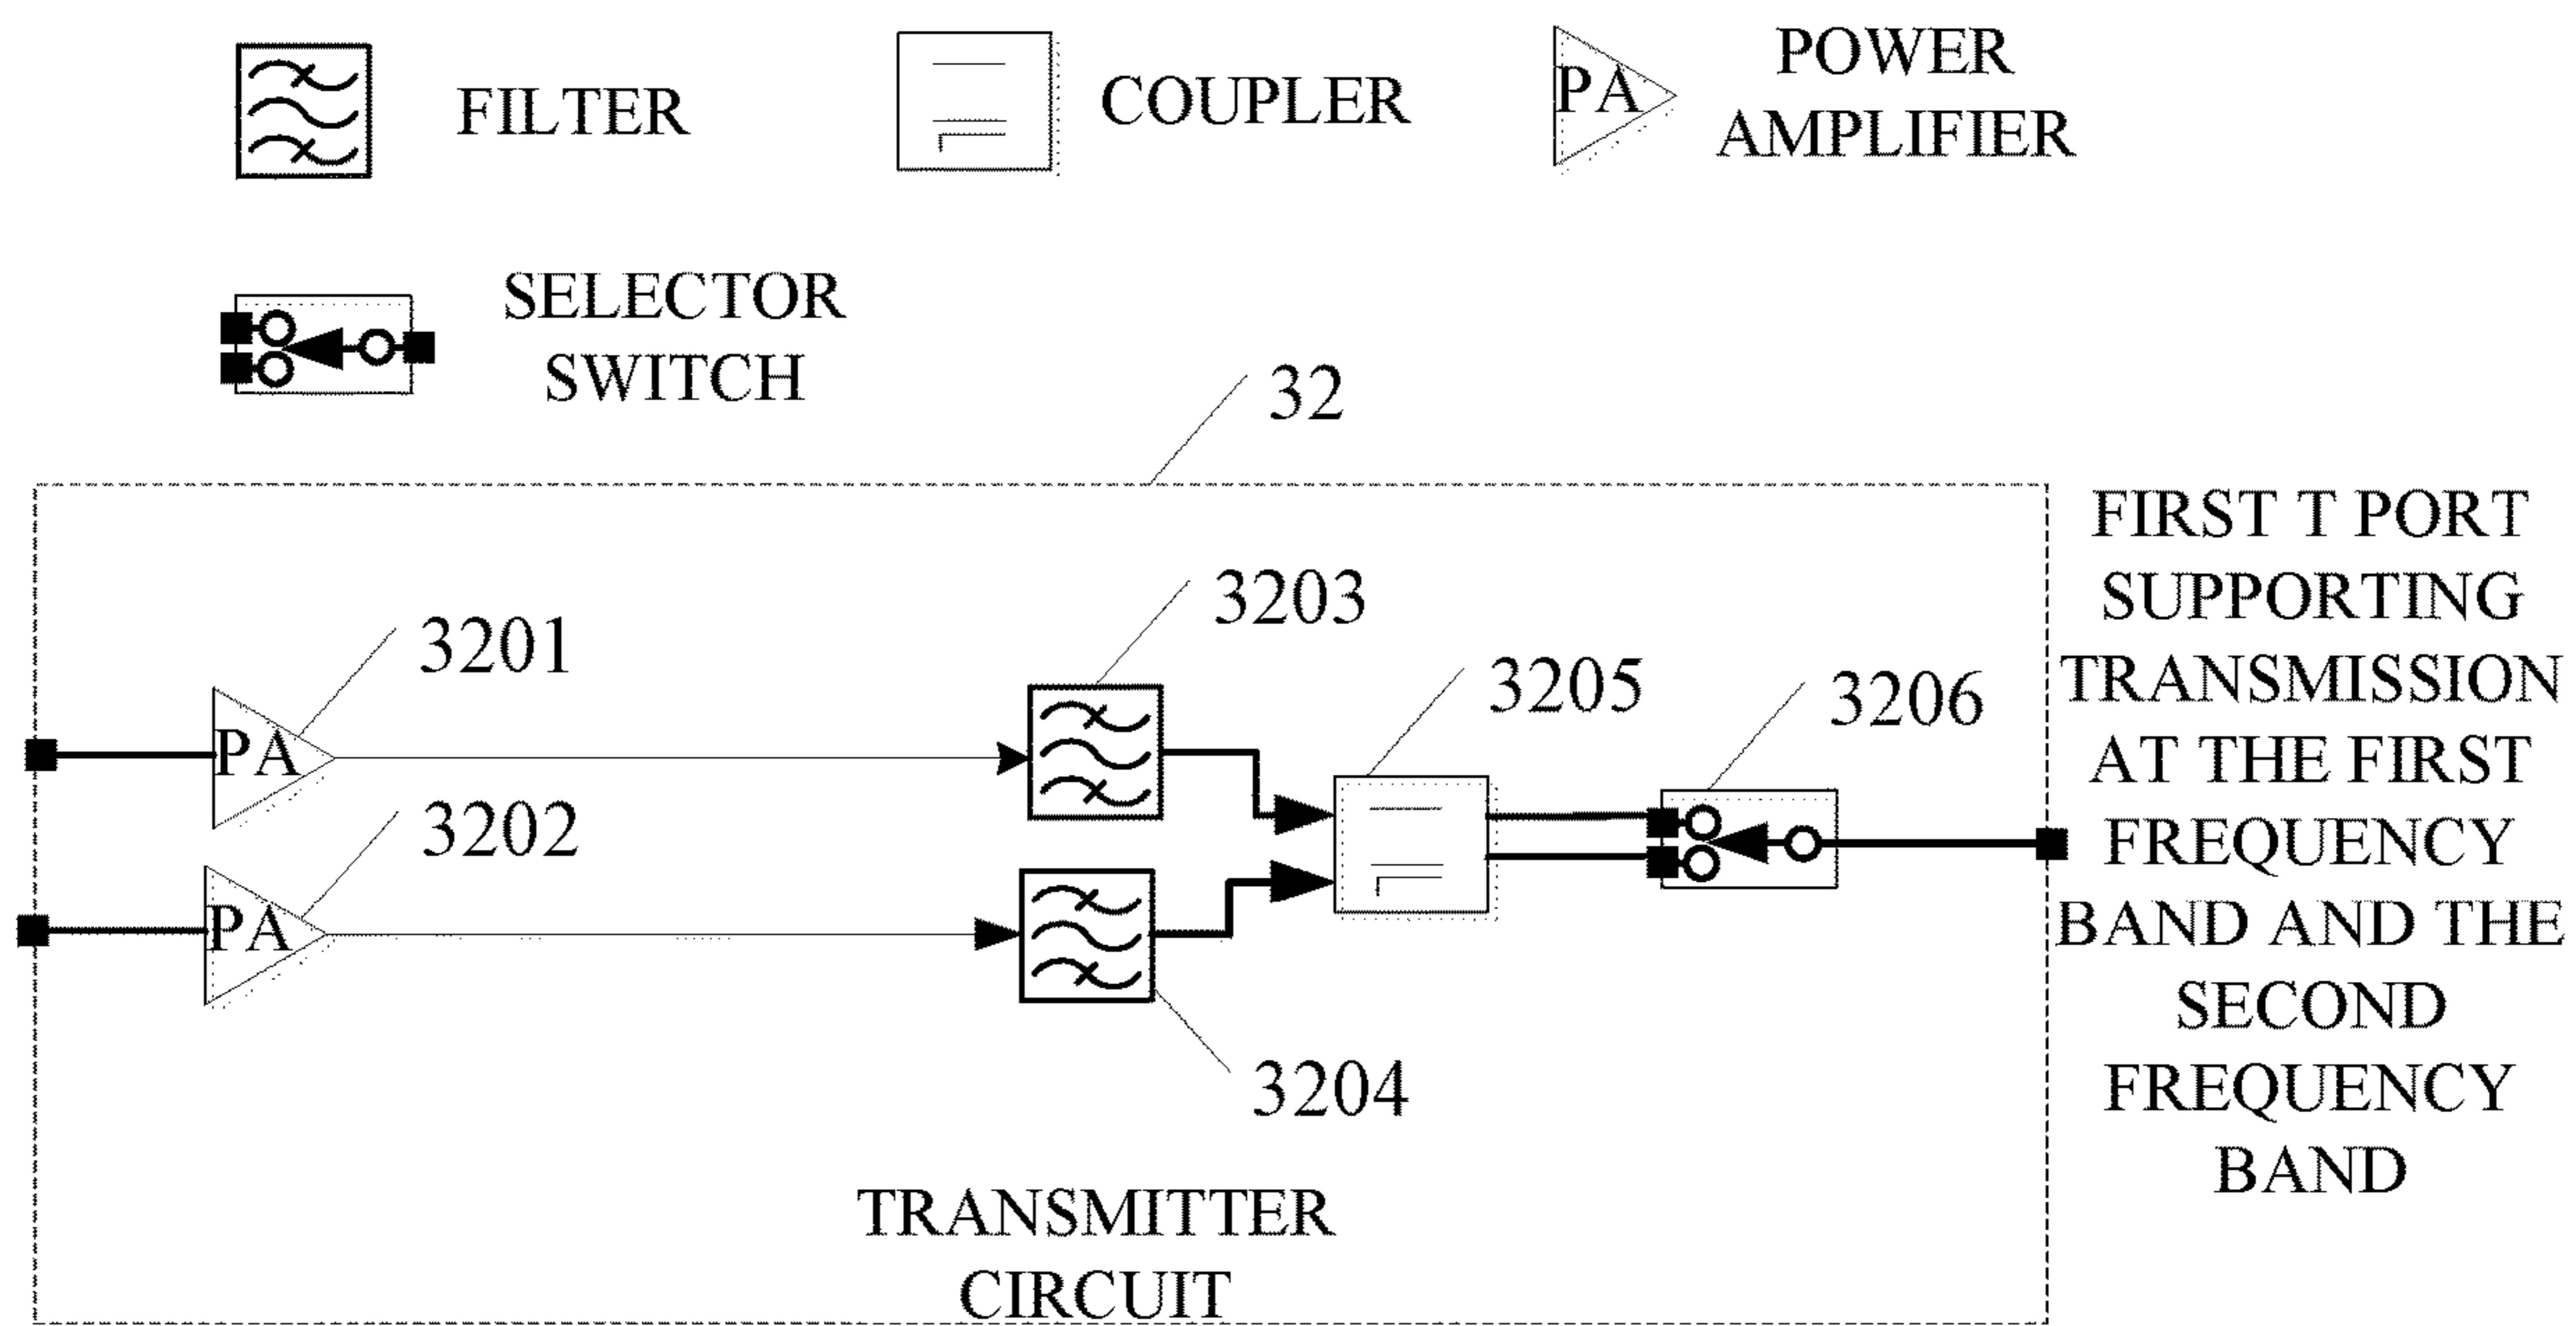 FILTER
COUPLER
PA
POWER
AMPLIFIER
SELECTOR
SWITCH
32
3201
PA
3202
PA
3203
3204
3205
3206
TRANSMITTER
CIRCUIT
FIRST T PORT
SUPPORTING
TRANSMISSION
AT THE FIRST
FREQUENCY
BAND AND THE
SECOND
FREQUENCY
BAND